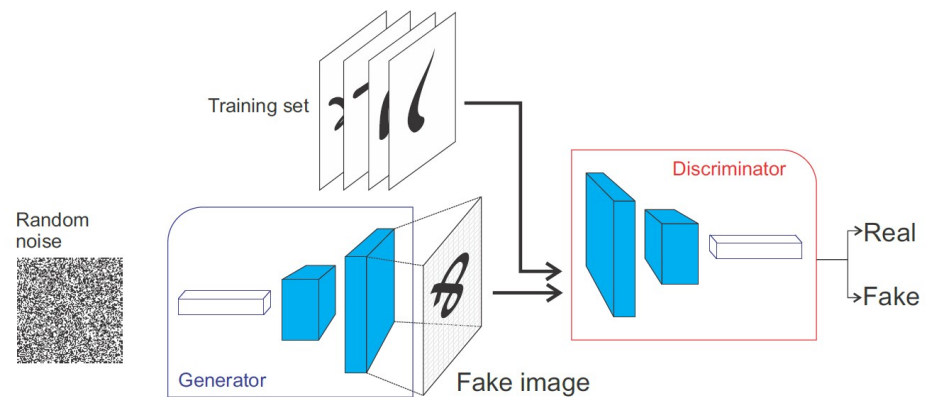 Training set
Discriminator
Random
noise
Real
Fake
Generator
Fake image